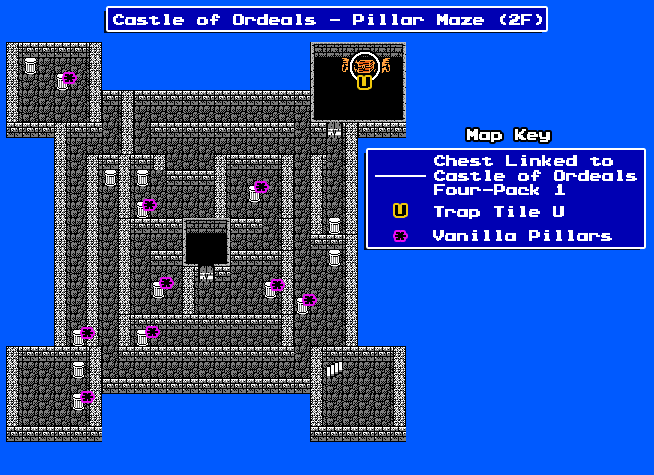 Castle of Ordeals - Pillar Maze (2F)
U
Map Key
Chest Linked to
Castle of Ordeals
Four-Pack 1
U Trap Tile U
Vanilla Pillars